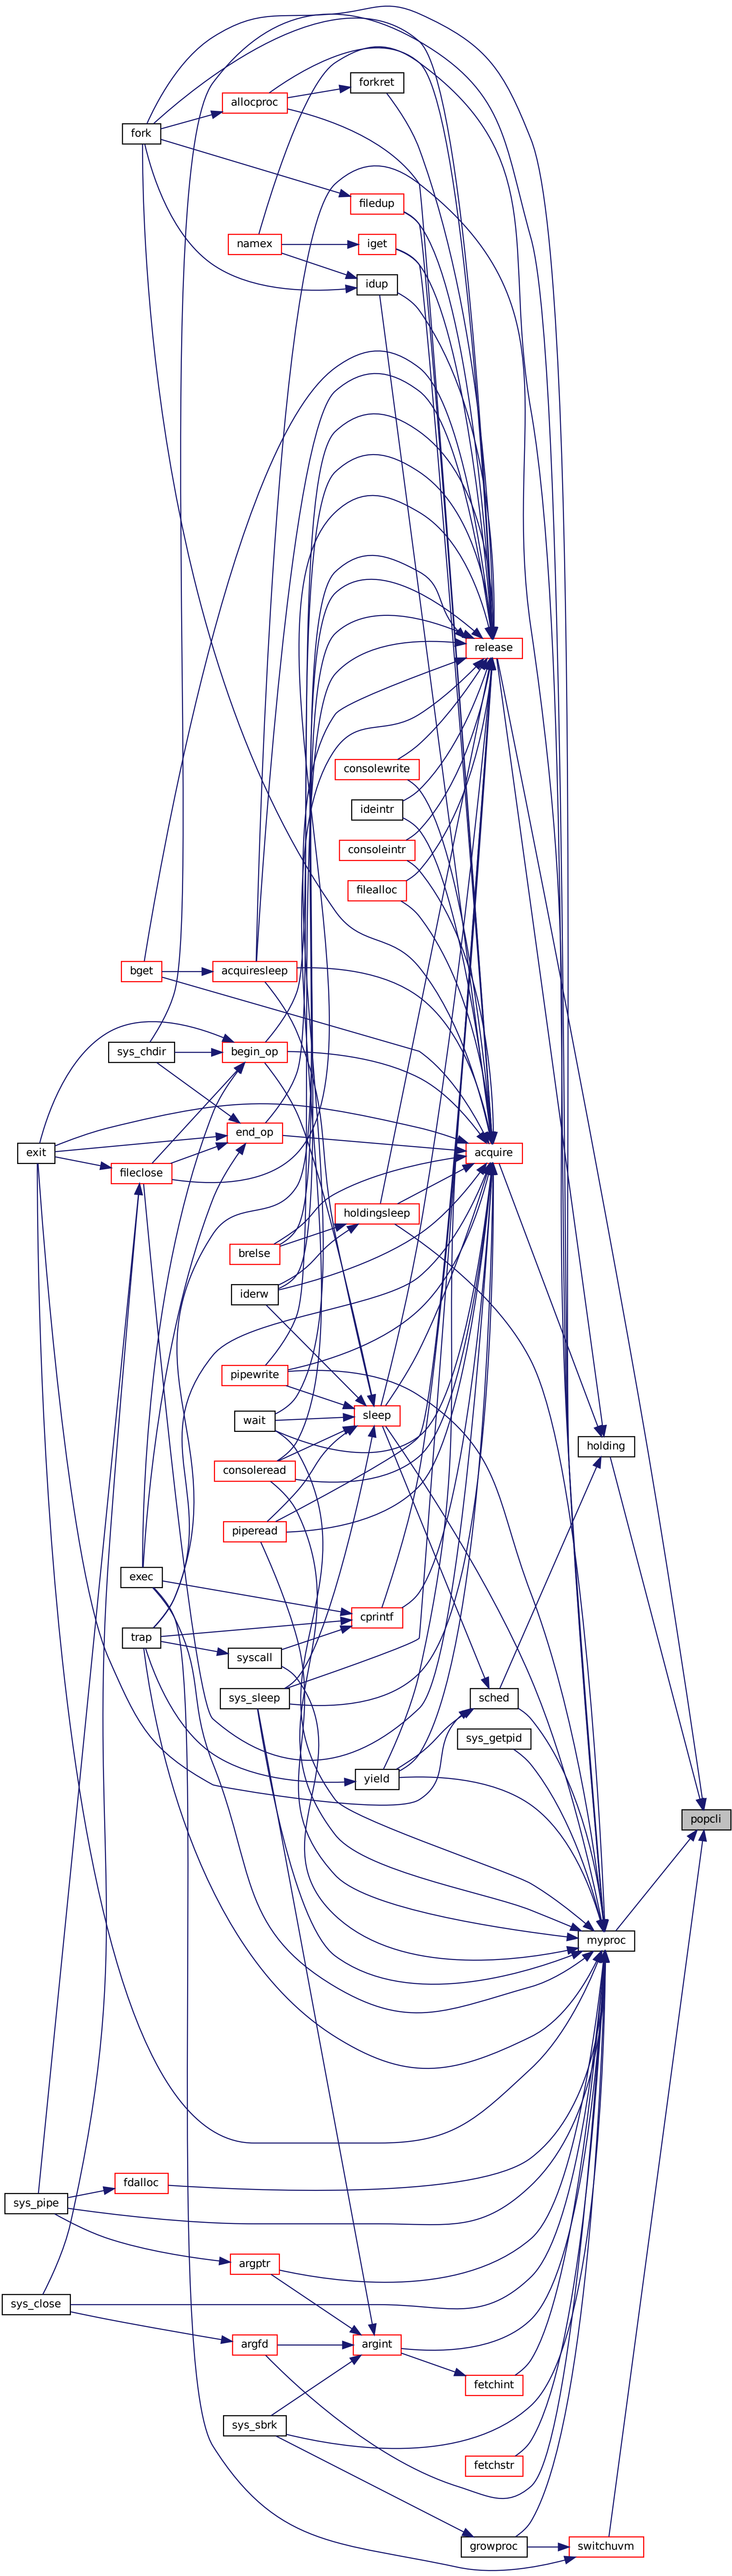 forkret
allocproc
fork
filedup
namex
iget
idup
release
consolewrite
ideintr
consoleintr
filealloc
bget
acquiresleep
sys_chdir
begin_op
end_op
exit
acquire
fileclose
holdingsleep
brelse
iderw
pipewrite
sleep
wait
holding
consoleread
piperead
exec
cprintf
trap
syscall
sys_sleep
sched
sys_getpid
yield
popcli
myproc
fdalloc
sys_pipe
argptr
sys_close
argfd
argint
fetchint
sys_sbrk
fetchstr
growproc
switchuvm